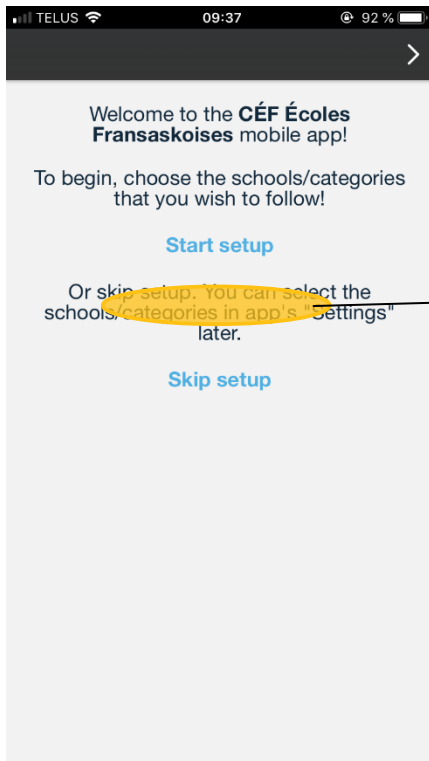 TELUS 09:37 92 %
Welcome to the CÉF Écoles
Fransaskoises mobile app!
To begin, choose the schools/categories
that you wish to follow!
Start setup
Or skip setup. You can select the
schools/categories in app's "Settings"
later.
Skip setup